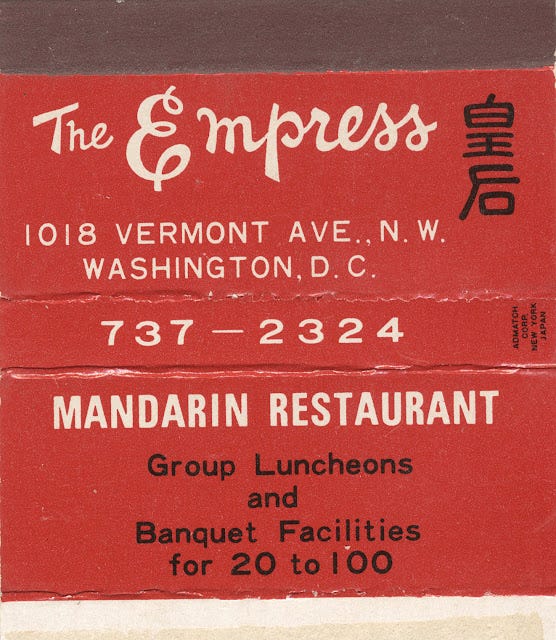 The Empress
皇后
1018 VERMONT AVE., N. W.
WASHINGTON, D. C.
737 — 2324
ADMATCH
CORP.
NEW YORK
JAPAN
MANDARIN RESTAURANT
Group Luncheons
and
Banquet Facilities
for 20 to 100